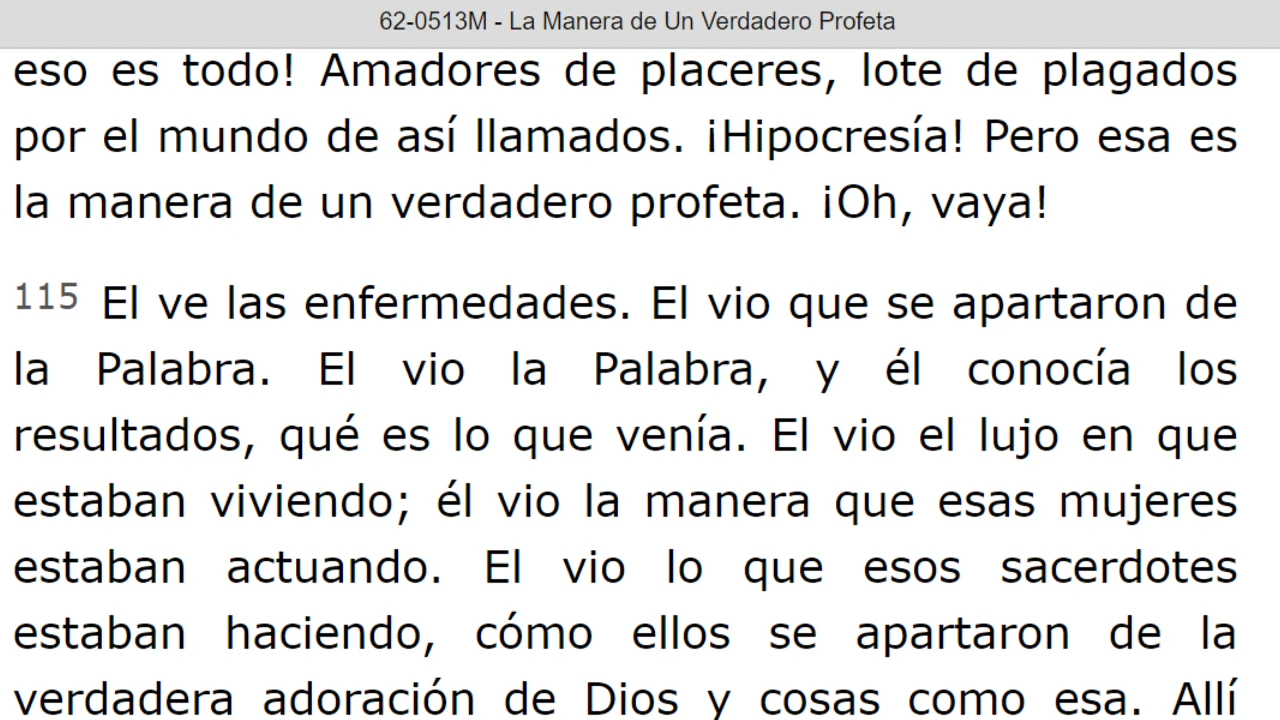 62-0513M - La Manera de Un Verdadero Profeta
eso es todo! Amadores de placeres, lote de plagados
por el mundo de así llamados. ¡Hipocresía! Pero esa es
la manera de un verdadero profeta. ¡Oh, vaya!
115 El ve las enfermedades. El vio que se apartaron de
la Palabra. El vio la Palabra, y él conocía los
resultados, qué es lo que venía. El vio el lujo en que
estaban viviendo; él vio la manera que esas mujeres
estaban actuando. El vio lo que esos sacerdotes
estaban haciendo, cómo ellos se apartaron de la
verdadera adoración de Dios y cosas como esa. Allí